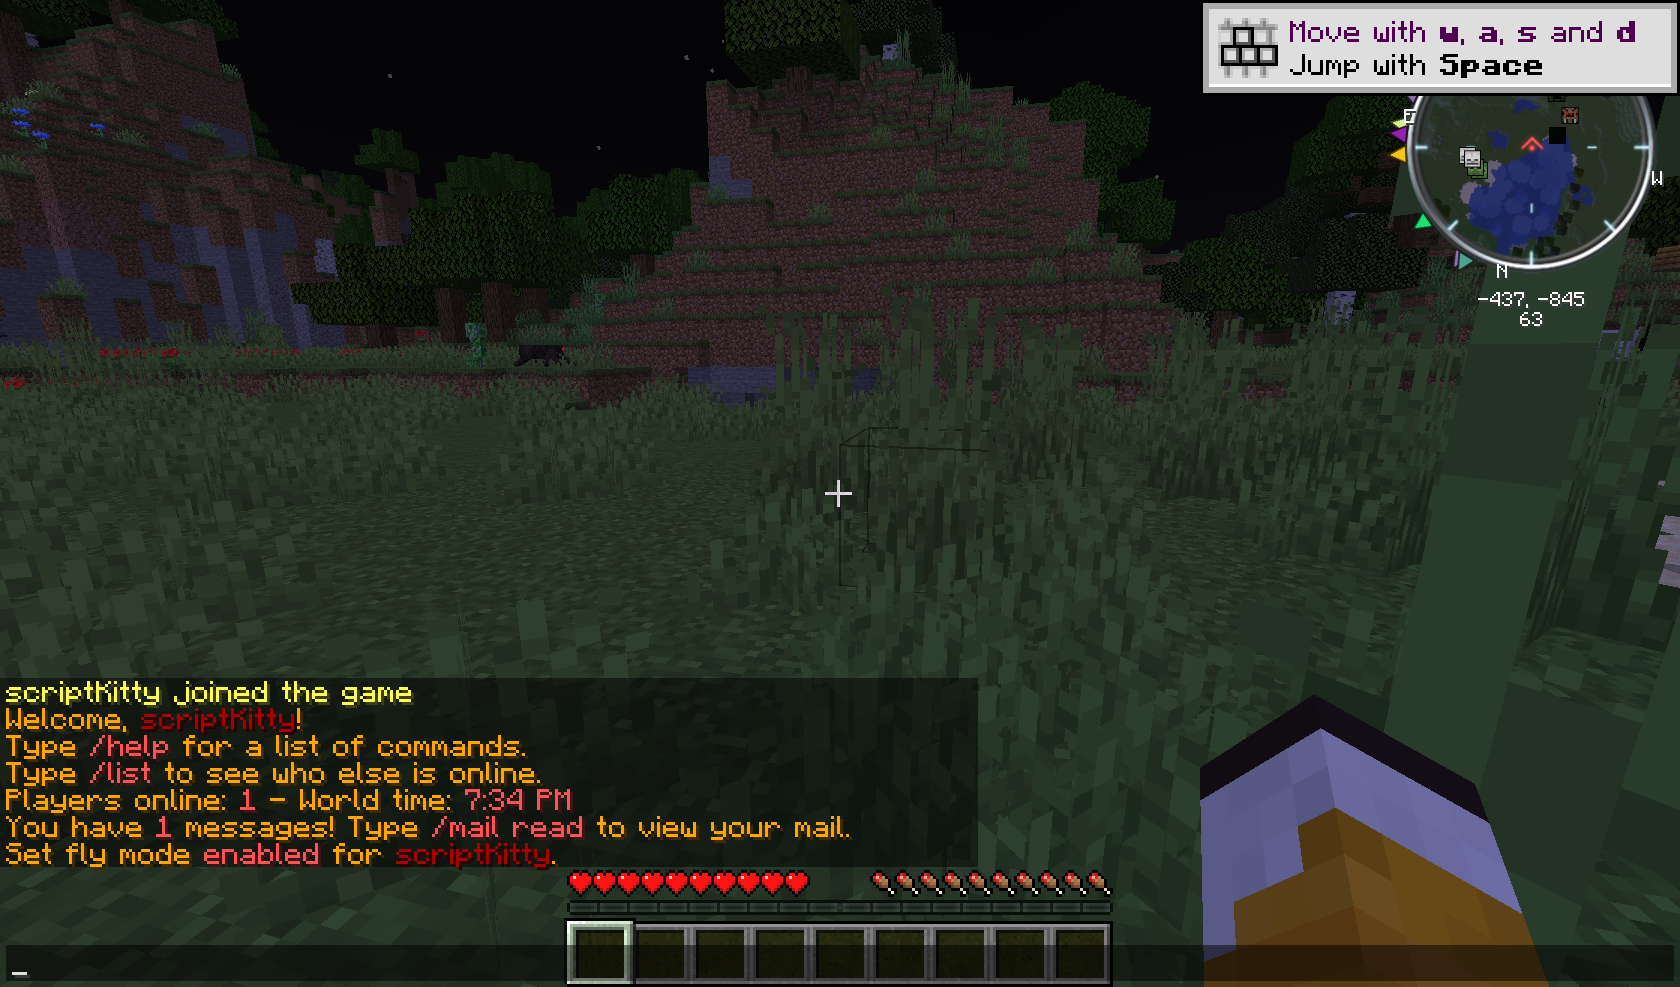 Move with w, a, s and d
Jump with Space
W
N
-437, -845
63
scriptKitty joined the game
Welcome, scriptKitty!
Type /help for a list of commands.
Type /list to see who else is online.
Players online: 1 - World time: 7:34 PM
You have 1 messages! Type /mail read to view your mail.
Set fly mode enabled for scriptKitty.
_